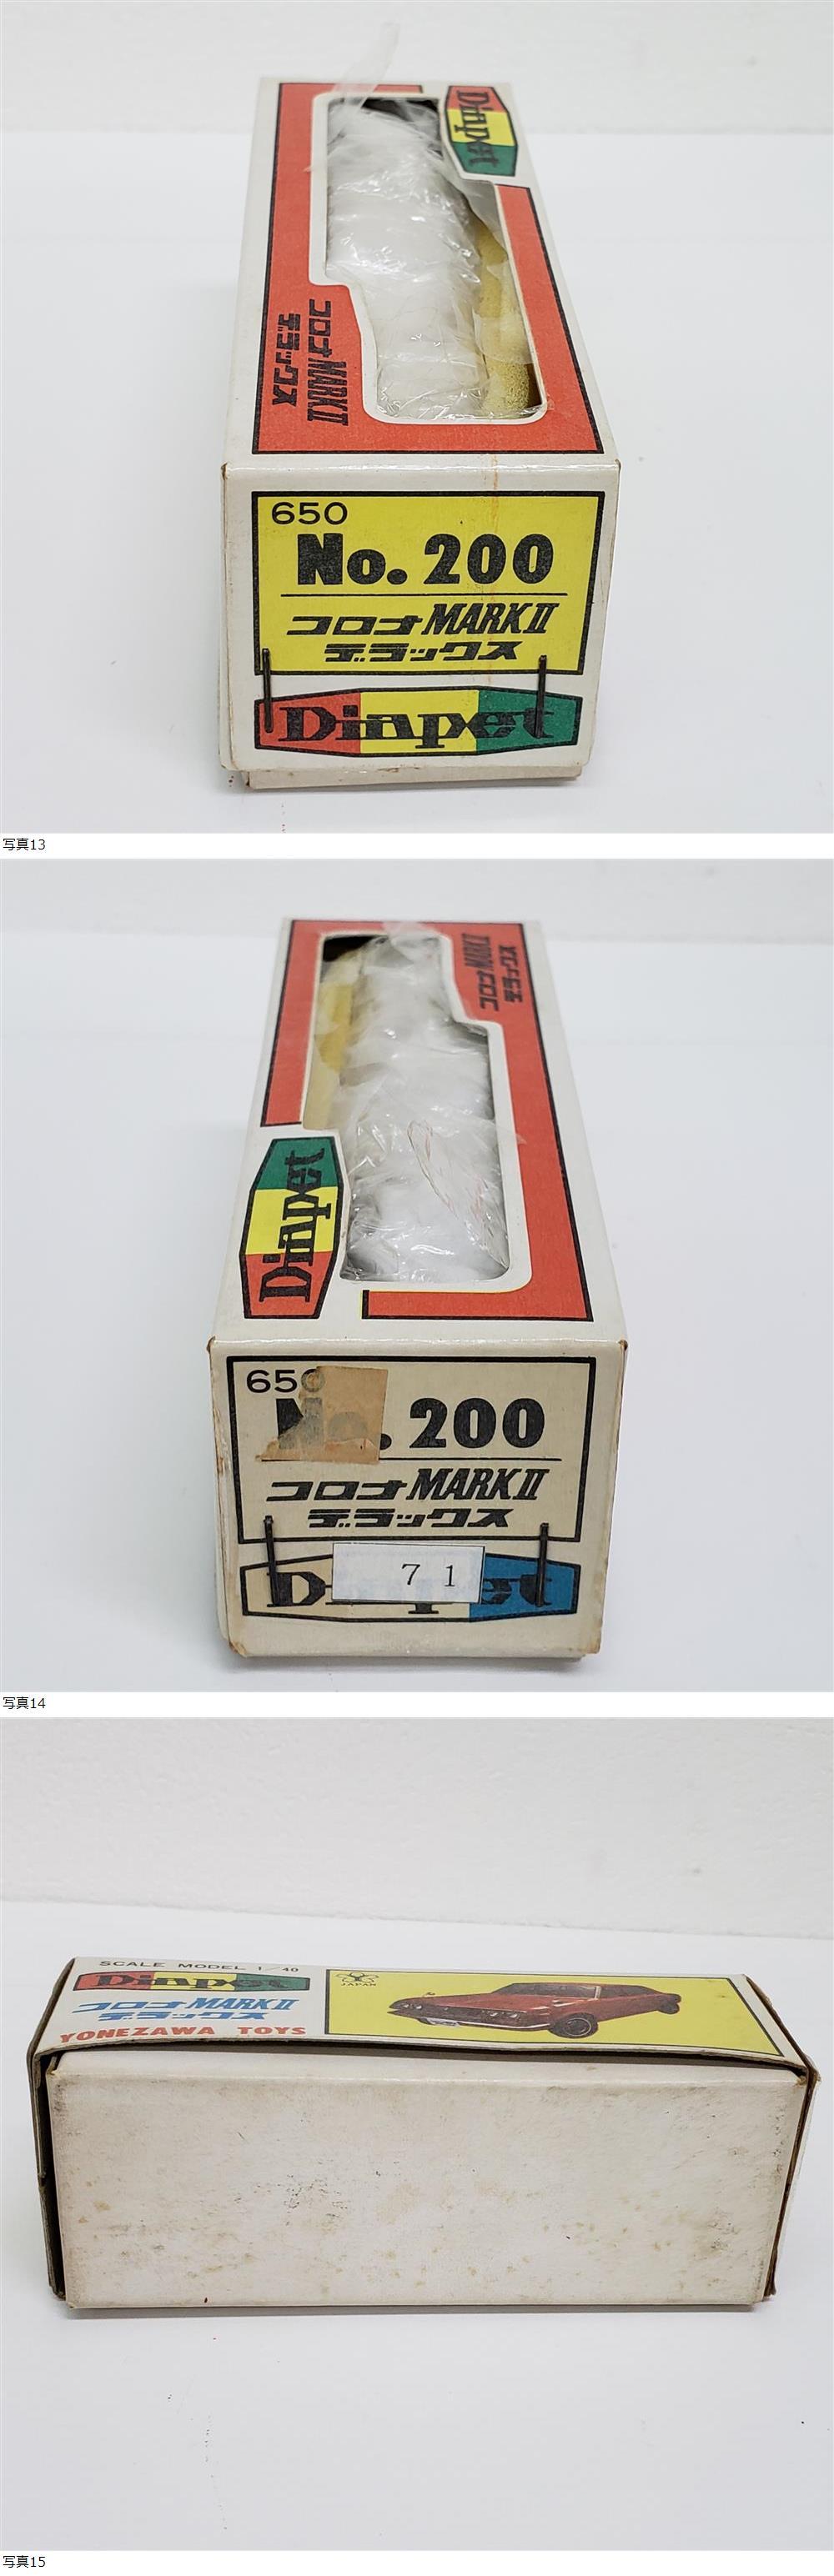 Diapet
コロナMARKII
デラックス
650
No. 200
コロナMARKII
デラックス
Diapet
写真13
コロナMARKII
デラックス
Diapet
650
No. 200
コロナMARKII
デラックス
71
写真14
SCALE MODEL 1/40
Diapet
コロナMARKII
デラックス
YONEZAWA TOYS
JAPAN
写真15